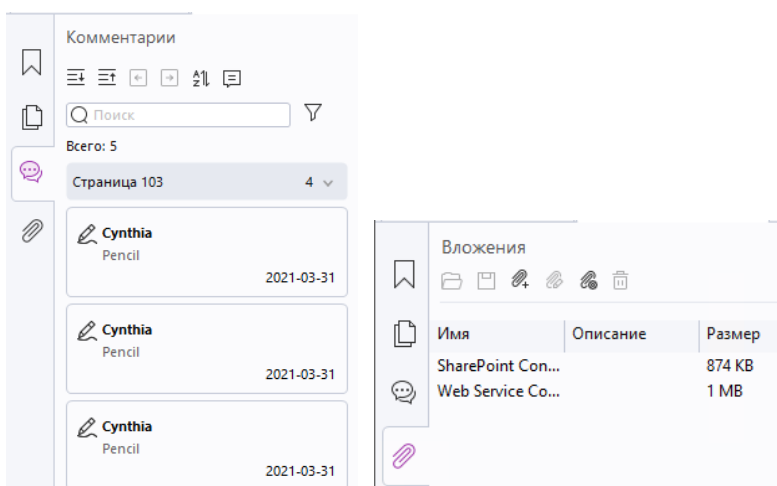 Комментарии
Поиск
Всего: 5
Страница 103 4
Cynthia
Pencil
2021-03-31
Cynthia
Pencil
2021-03-31
Cynthia
Pencil
2021-03-31
Вложения
Имя Описание Размер
SharePoint Con... 874 KB
Web Service Co... 1 MB